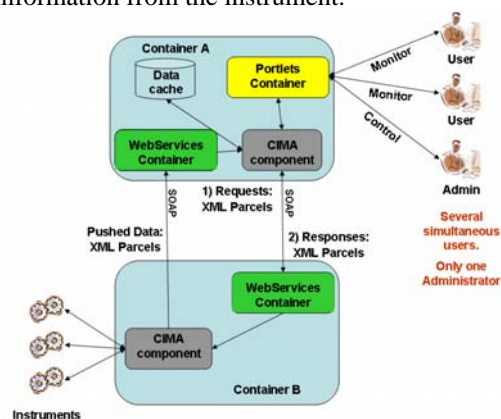 information from the instrument.
Container A
Data
cache
Portlets
Container
WebServices
Container
CIMA
component
Monitor
User
Monitor
User
Control
Admin
SOAP
1) Requests:
XML Parcels
SOAP
Pushed Data:
XML Parcels
2) Responses:
XML Parcels
Several
simultaneous
users.
Only one
Administrator
WebServices
Container
CIMA
component
Container B
Instruments